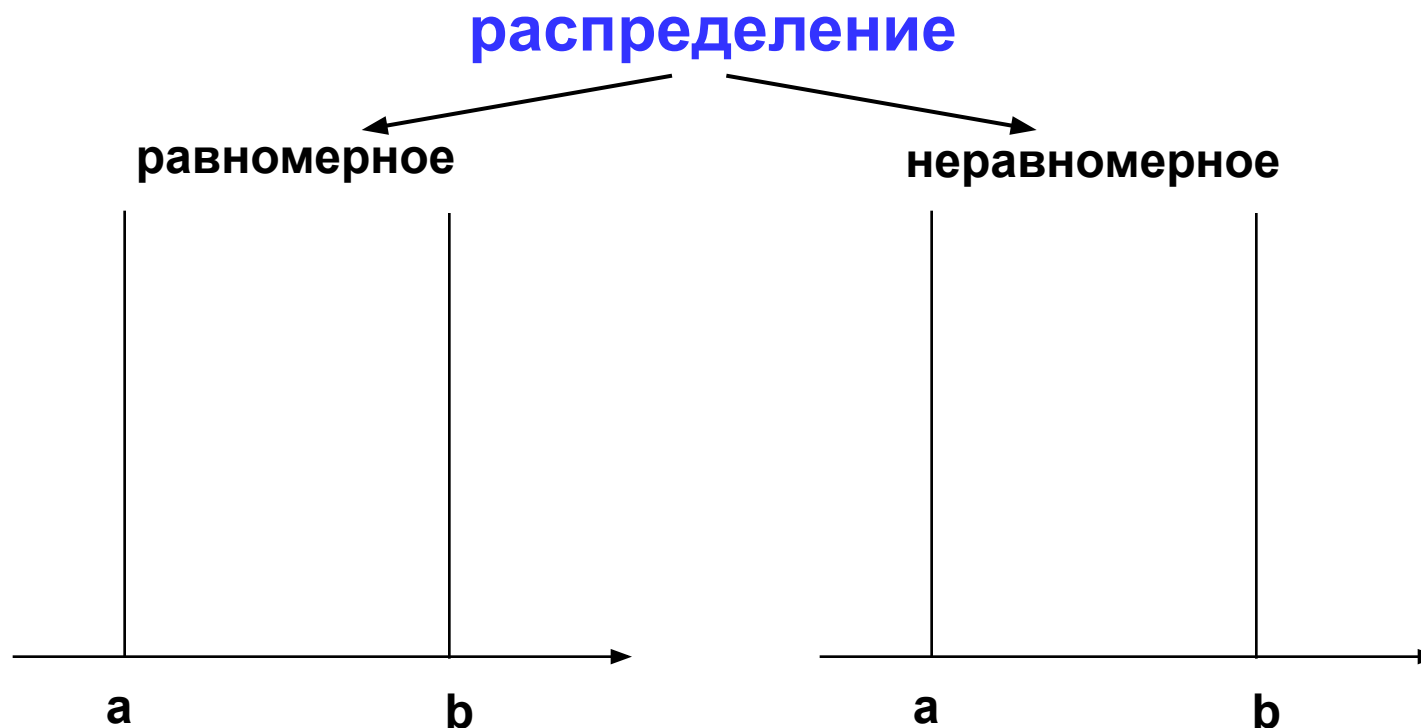 распределение
равномерное
неравномерное
a b
a b